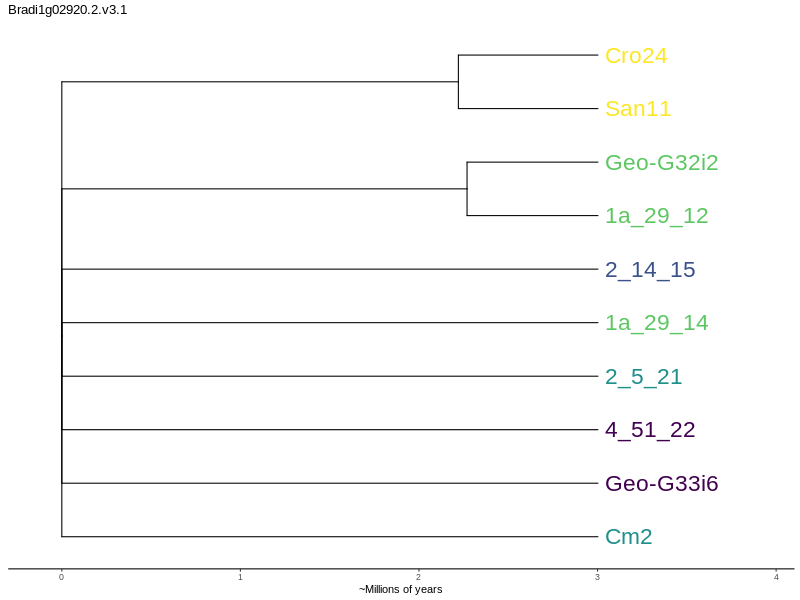 Bradi1g02920.2.v3.1
Cro24
San11
Geo-G32i2
1a_29_12
2_14_15
1a_29_14
2_5_21
4_51_22
Geo-G33i6
Cm2
0 1 2 3 4
~Millions of years